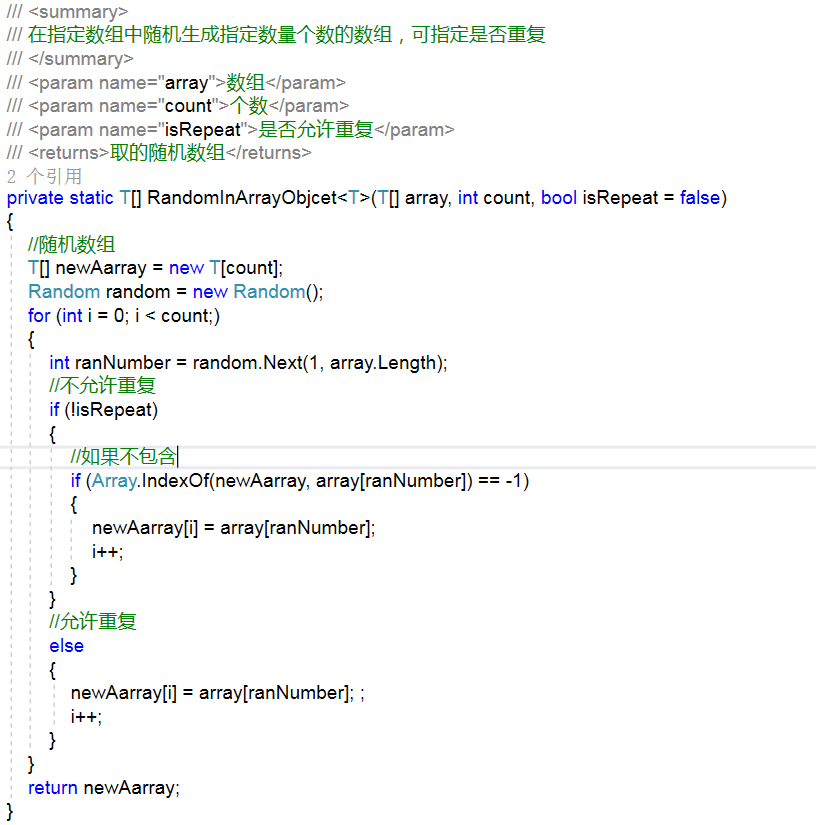 /// <summary>
/// 在指定数组中随机生成指定数量个数的数组，可指定是否重复
/// </summary>
/// <param name="array">数组</param>
/// <param name="count">个数</param>
/// <param name="isRepeat">是否允许重复</param>
/// <returns>取的随机数组</returns>
2 个引用
private static T[] RandomInArrayObjcet<T>(T[] array, int count, bool isRepeat = false)
{
//随机数组
T[] newAarray = new T[count];
Random random = new Random();
for (int i = 0; i < count;)
{
int ranNumber = random.Next(1, array.Length);
//不允许重复
if (!isRepeat)
{
//如果不包含
if (Array.IndexOf(newAarray, array[ranNumber]) == -1)
{
newAarray[i] = array[ranNumber];
i++;
}
}
//允许重复
else
{
newAarray[i] = array[ranNumber]; ;
i++;
}
}
return newAarray;
}